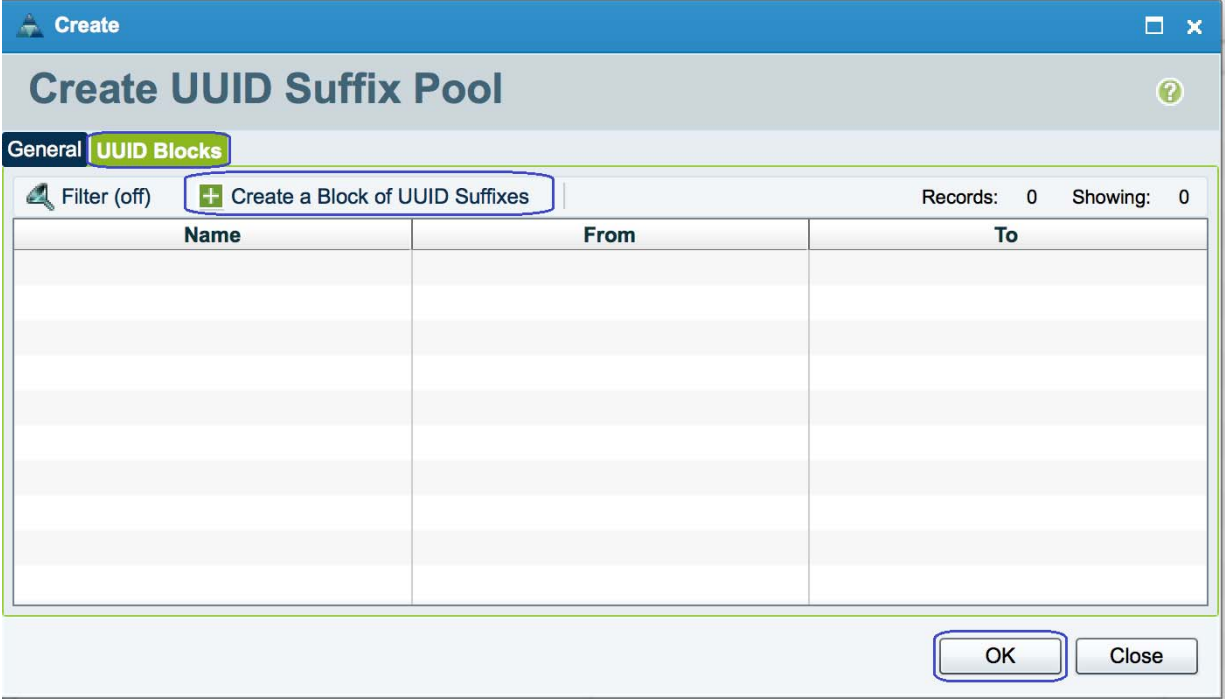 Create
Create UUID Suffix Pool
General UUID Blocks
Filter (off) Create a Block of UUID Suffixes Records: 0 Showing: 0
Name From To
OK Close